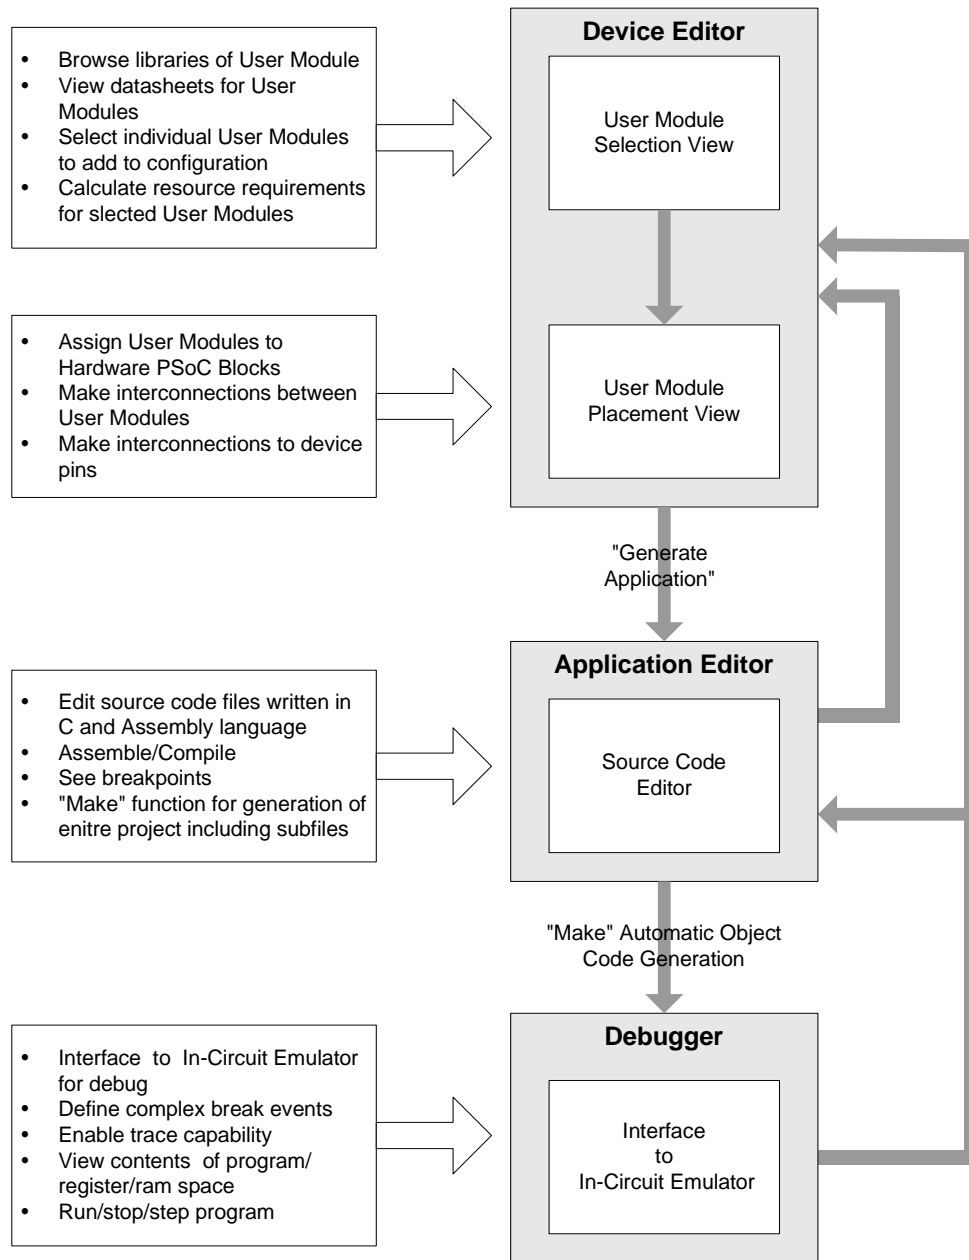 Device Editor
• Browse libraries of User Module
• View datasheets for User
Modules
• Select individual User Modules
to add to configuration
• Calculate resource requirements
for slected User Modules
User Module
Selection View
• Assign User Modules to
Hardware PSoC Blocks
• Make interconnections between
User Modules
• Make interconnections to device
pins
User Module
Placement View
"Generate
Application"
Application Editor
• Edit source code files written in
C and Assembly language
• Assemble/Compile
• See breakpoints
• "Make" function for generation of
enitre project including subfiles
Source Code
Editor
"Make" Automatic Object
Code Generation
Debugger
• Interface to In-Circuit Emulator
for debug
• Define complex break events
• Enable trace capability
• View contents of program/
register/ram space
• Run/stop/step program
Interface
to
In-Circuit Emulator